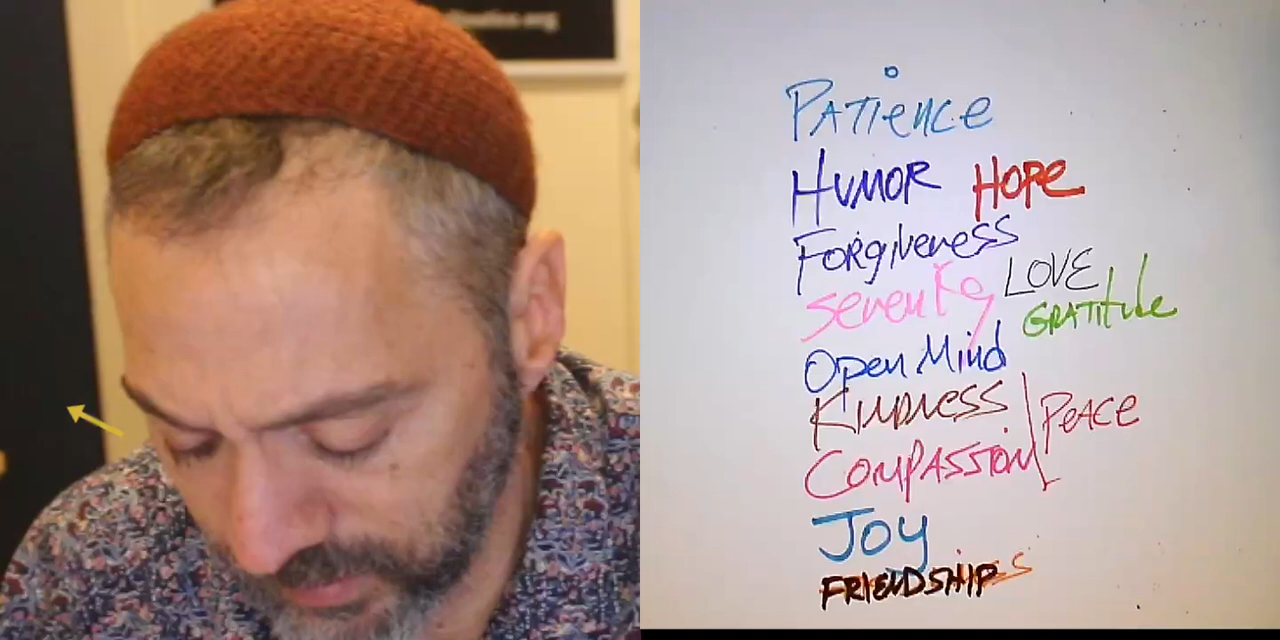 Patience
Humor Hope
Forgiveness
serenity LOVE
GRATITUDE
Open Mind
Kindness
Compassion Peace
Joy
FRIENDSHIP